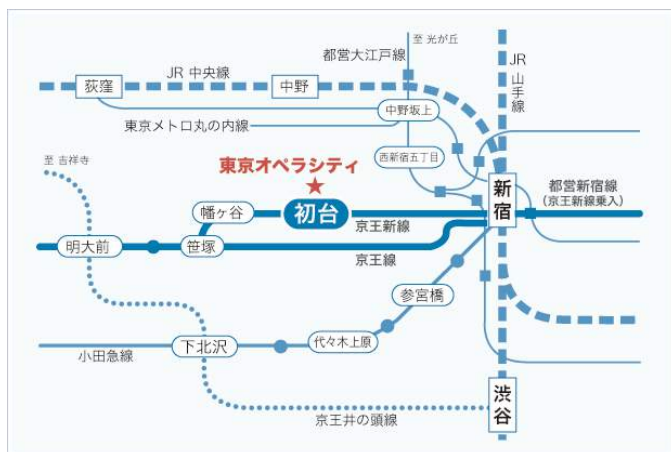 至 光が丘
都営大江戸線
JR 山手線
JR 中央線
荻窪
中野
中野坂上
東京メトロ丸の内線
西新宿五丁目
至 吉祥寺
東京オペラシティ
新宿
都営新宿線
(京王新線乗入)
幡ヶ谷
初台
京王新線
明大前
笹塚
京王線
参宮橋
下北沢
代々木上原
小田急線
渋谷
京王井の頭線